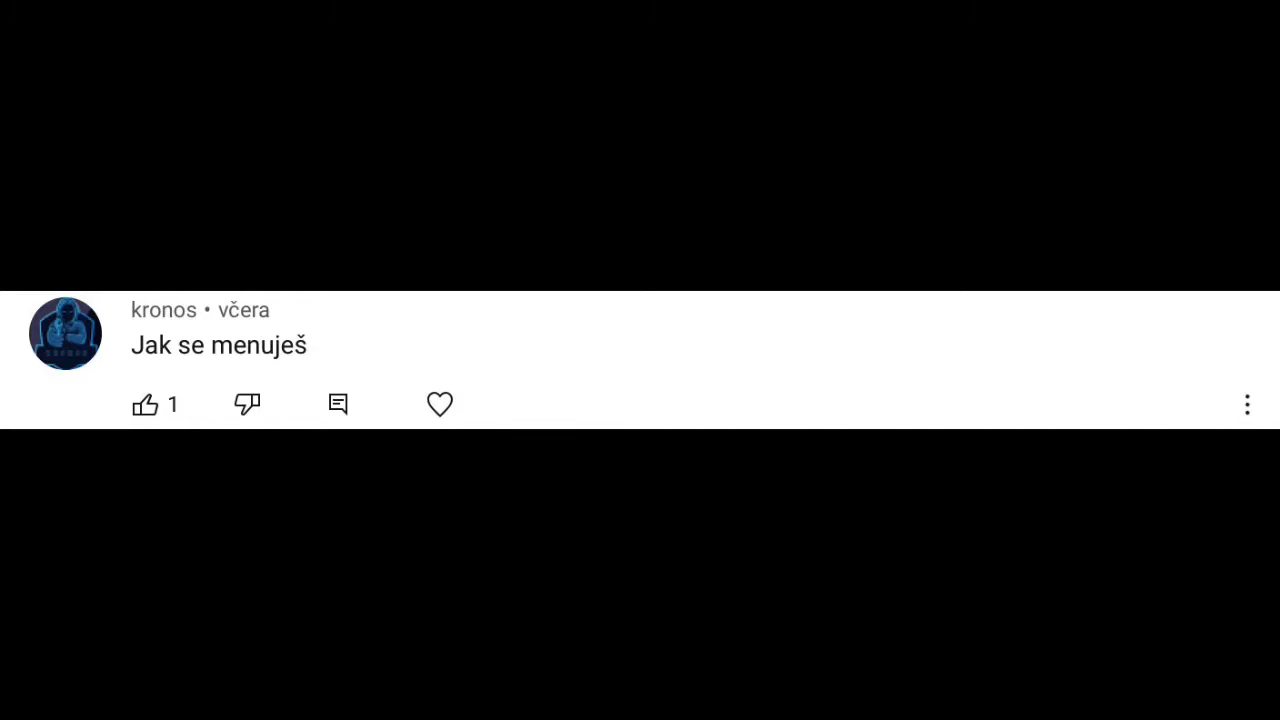 kronos • včera
Jak se menuješ
1